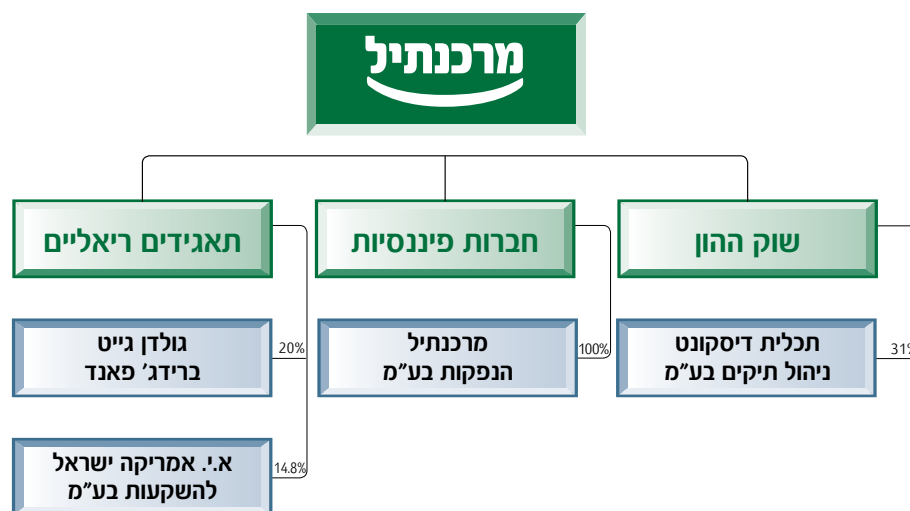 מרכנתיל
שוק ההון
חברות פיננסיות
תאגידים ריאליים
תכלית דיסקונט
ניהול תיקים בע״מ
31%
מרכנתיל
הנפקות בע״מ
100%
גולדן גייט
ברידג׳ פאנד
20%
א.י. אמריקה ישראל
להשקעות בע״מ
14.8%